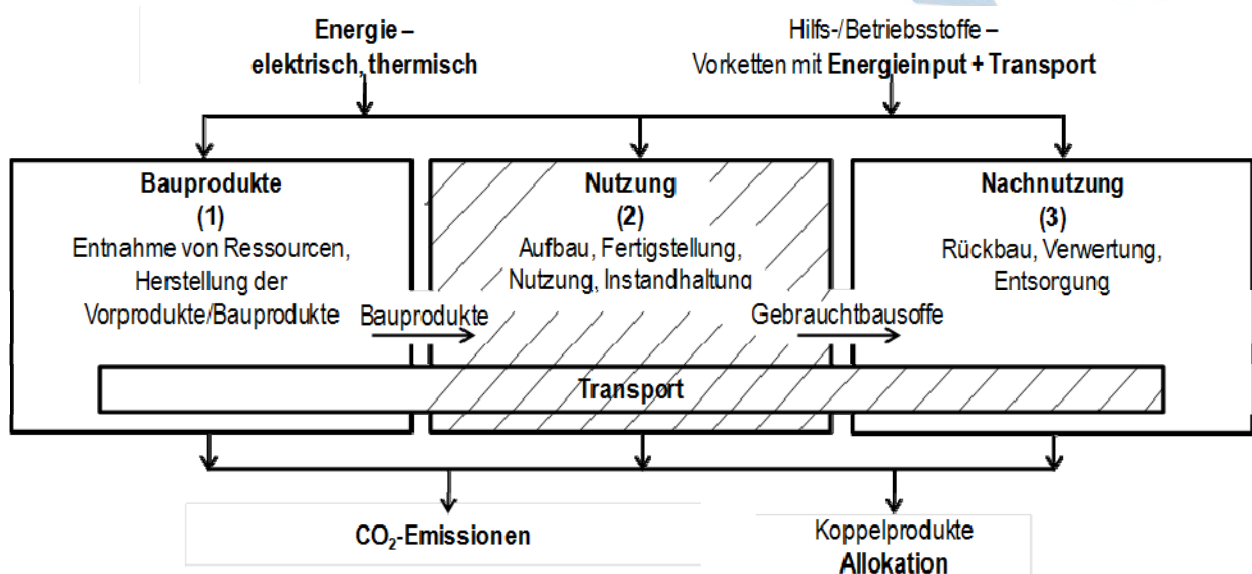 Energie –
elektrisch, thermisch
Hilfs-/Betriebsstoffe –
Vorketten mit Energieinput + Transport
Bauprodukte
(1)
Entnahme von Ressourcen,
Herstellung der
Vorprodukte/Bauprodukte
Bauprodukte
Nutzung
(2)
Aufbau, Fertigstellung,
Nutzung, Instandhaltung
Gebrauchtbausoffe
Nachnutzung
(3)
Rückbau, Verwertung,
Entsorgung
Transport
CO₂-Emissionen
Koppelprodukte
Allokation